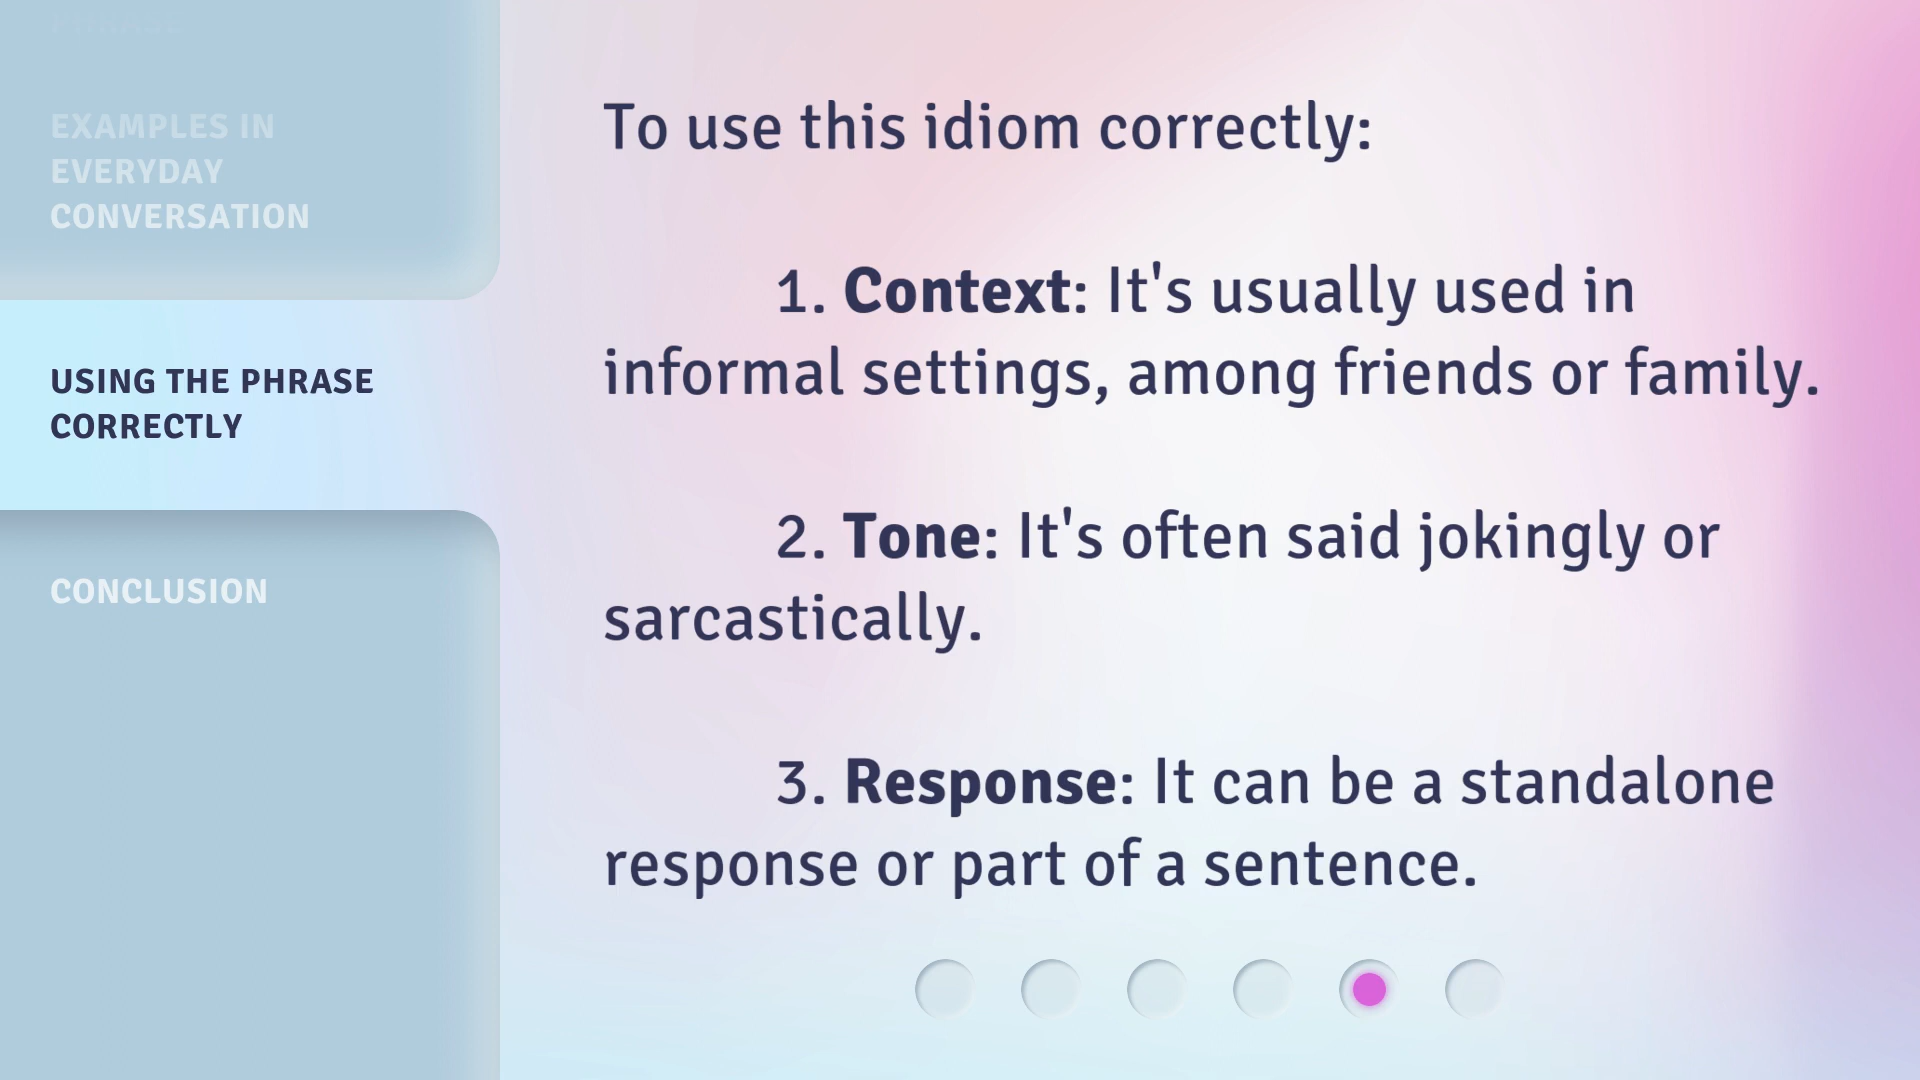 EXAMPLES IN
EVERYDAY
CONVERSATION
USING THE PHRASE
CORRECTLY
CONCLUSION
To use this idiom correctly:
1. Context: It's usually used in
informal settings, among friends or family.
2. Tone: It's often said jokingly or
sarcastically.
3. Response: It can be a standalone
response or part of a sentence.